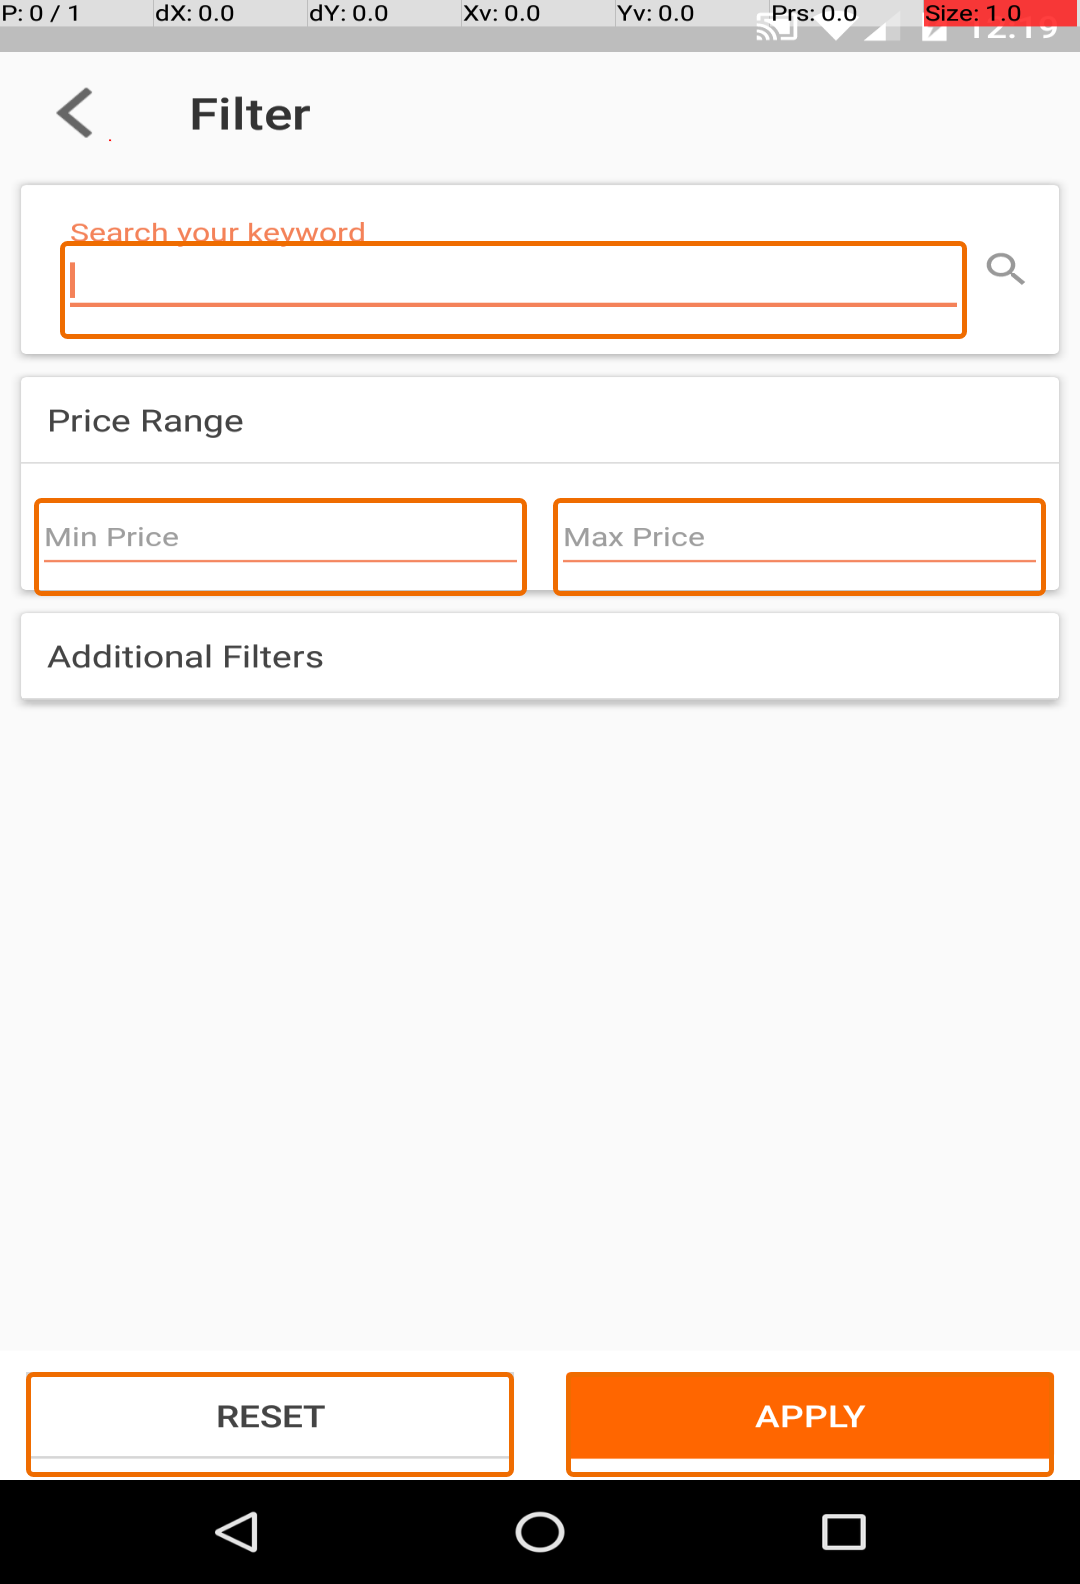 P: 0 / 1 dX: 0.0 dY: 0.0 Xv: 0.0 Yv: 0.0 Prs: 0.0 Size: 1.0
12:19
Filter
Search your keyword
Price Range
Min Price Max Price
Additional Filters
RESET APPLY